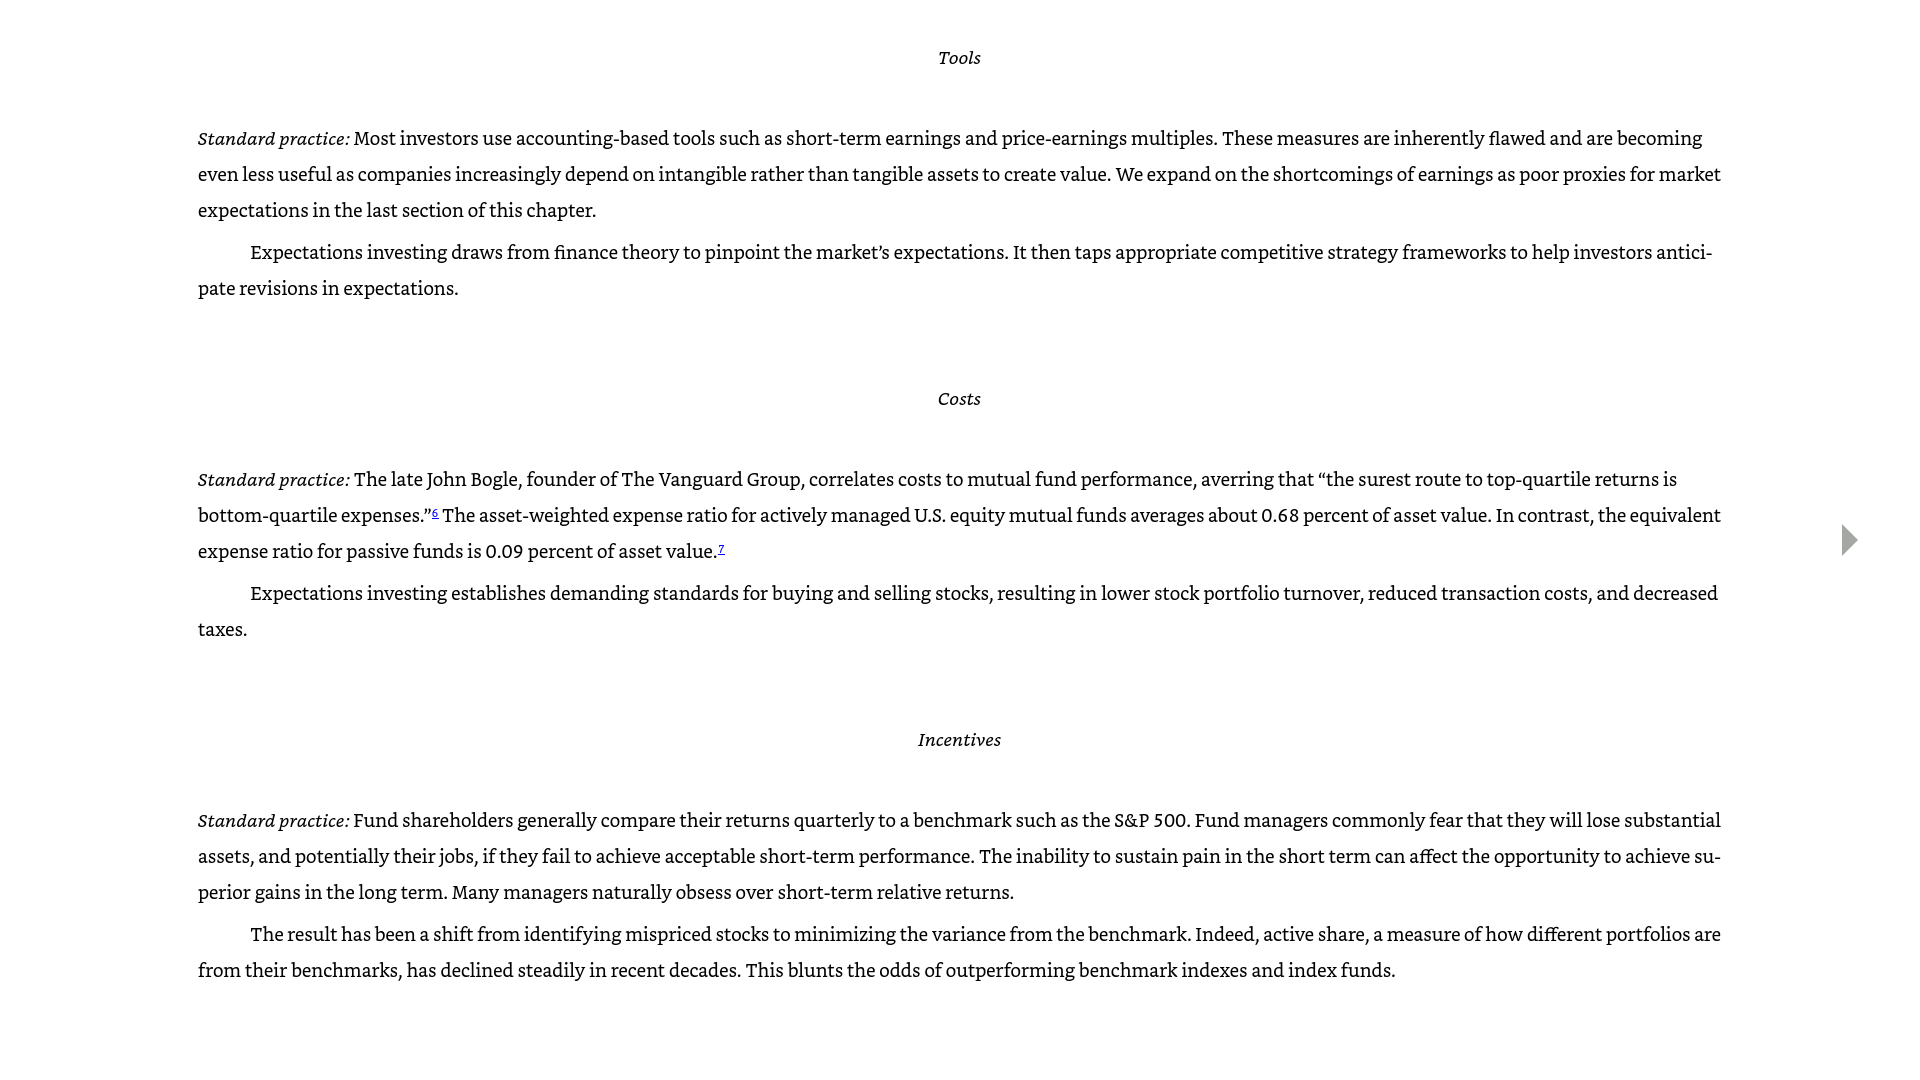 Tools
Standard practice: Most investors use accounting-based tools such as short-term earnings and price-earnings multiples. These measures are inherently flawed and are becoming
even less useful as companies increasingly depend on intangible rather than tangible assets to create value. We expand on the shortcomings of earnings as poor proxies for market
expectations in the last section of this chapter.
Expectations investing draws from finance theory to pinpoint the market’s expectations. It then taps appropriate competitive strategy frameworks to help investors antici-
pate revisions in expectations.
Costs
Standard practice: The late John Bogle, founder of The Vanguard Group, correlates costs to mutual fund performance, averring that “the surest route to top-quartile returns is
bottom-quartile expenses.”6 The asset-weighted expense ratio for actively managed U.S. equity mutual funds averages about 0.68 percent of asset value. In contrast, the equivalent
expense ratio for passive funds is 0.09 percent of asset value.7
Expectations investing establishes demanding standards for buying and selling stocks, resulting in lower stock portfolio turnover, reduced transaction costs, and decreased
taxes.
Incentives
Standard practice: Fund shareholders generally compare their returns quarterly to a benchmark such as the S&P 500. Fund managers commonly fear that they will lose substantial
assets, and potentially their jobs, if they fail to achieve acceptable short-term performance. The inability to sustain pain in the short term can affect the opportunity to achieve su-
perior gains in the long term. Many managers naturally obsess over short-term relative returns.
The result has been a shift from identifying mispriced stocks to minimizing the variance from the benchmark. Indeed, active share, a measure of how different portfolios are
from their benchmarks, has declined steadily in recent decades. This blunts the odds of outperforming benchmark indexes and index funds.